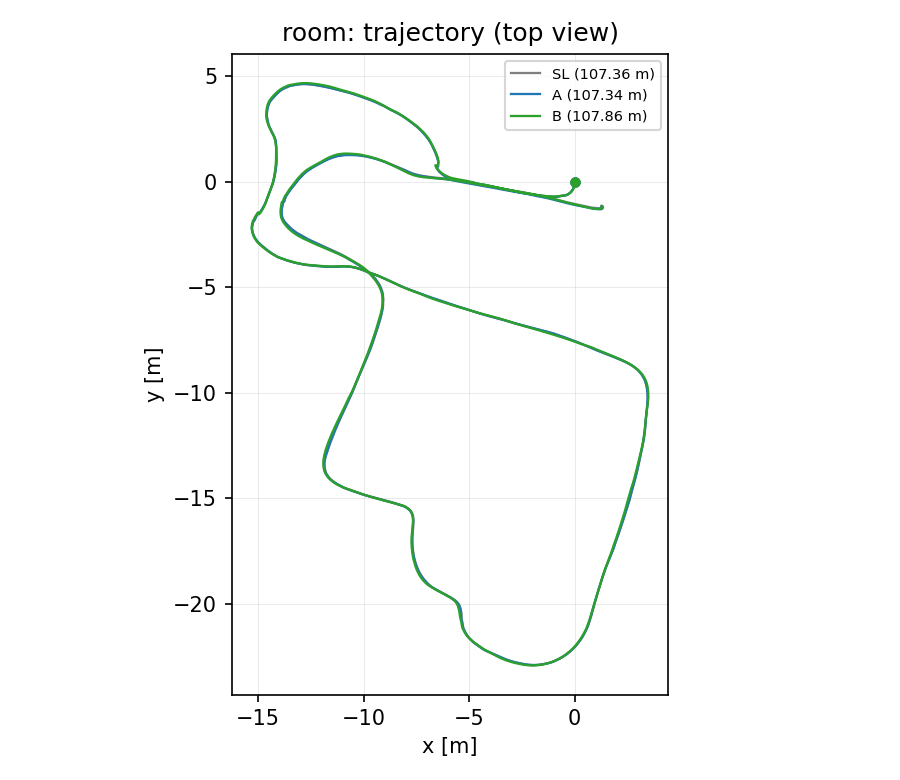 room: trajectory (top view)
SL (107.36 m)
A (107.34 m)
B (107.86 m)
5
0
−5
−10
−15
−20
y [m]
−15 −10 −5 0
x [m]